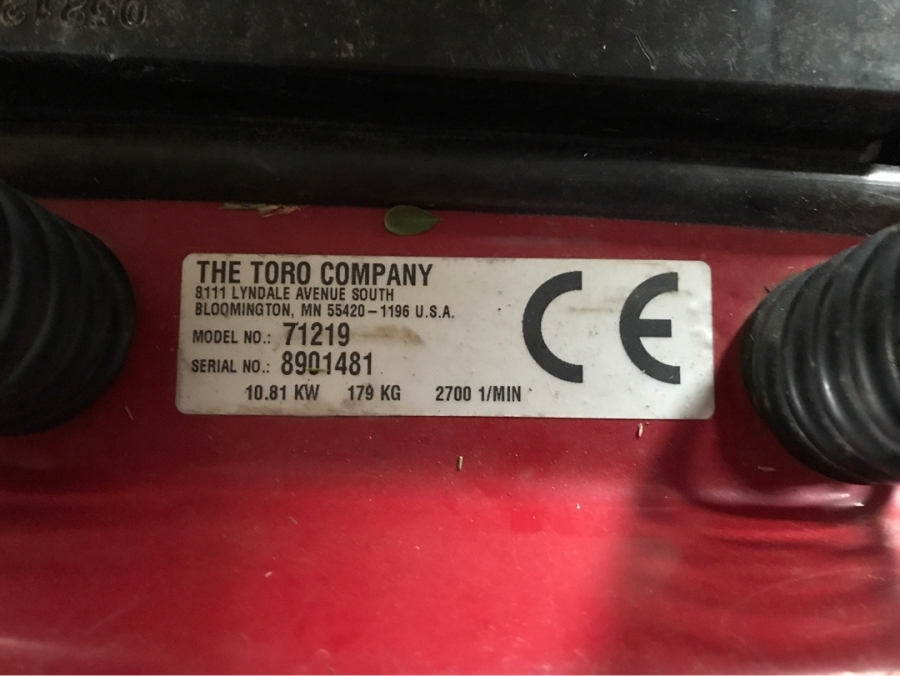 THE TORO COMPANY
8111 LYNDALE AVENUE SOUTH
BLOOMINGTON, MN 55420-1196 U.S.A.
MODEL NO.: 71219
SERIAL NO.: 8901481
10.81 KW 179 KG 2700 1/MIN
CE